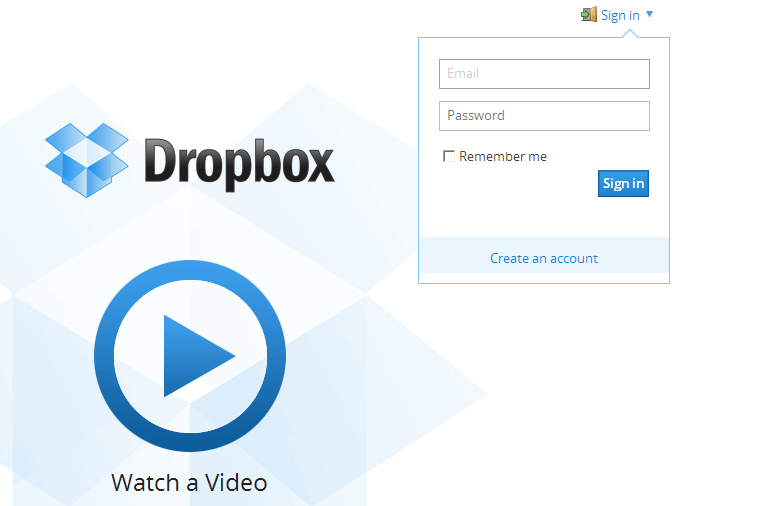 Sign in
Email
Password
Remember me
Sign in
Create an account
Dropbox
Watch a Video